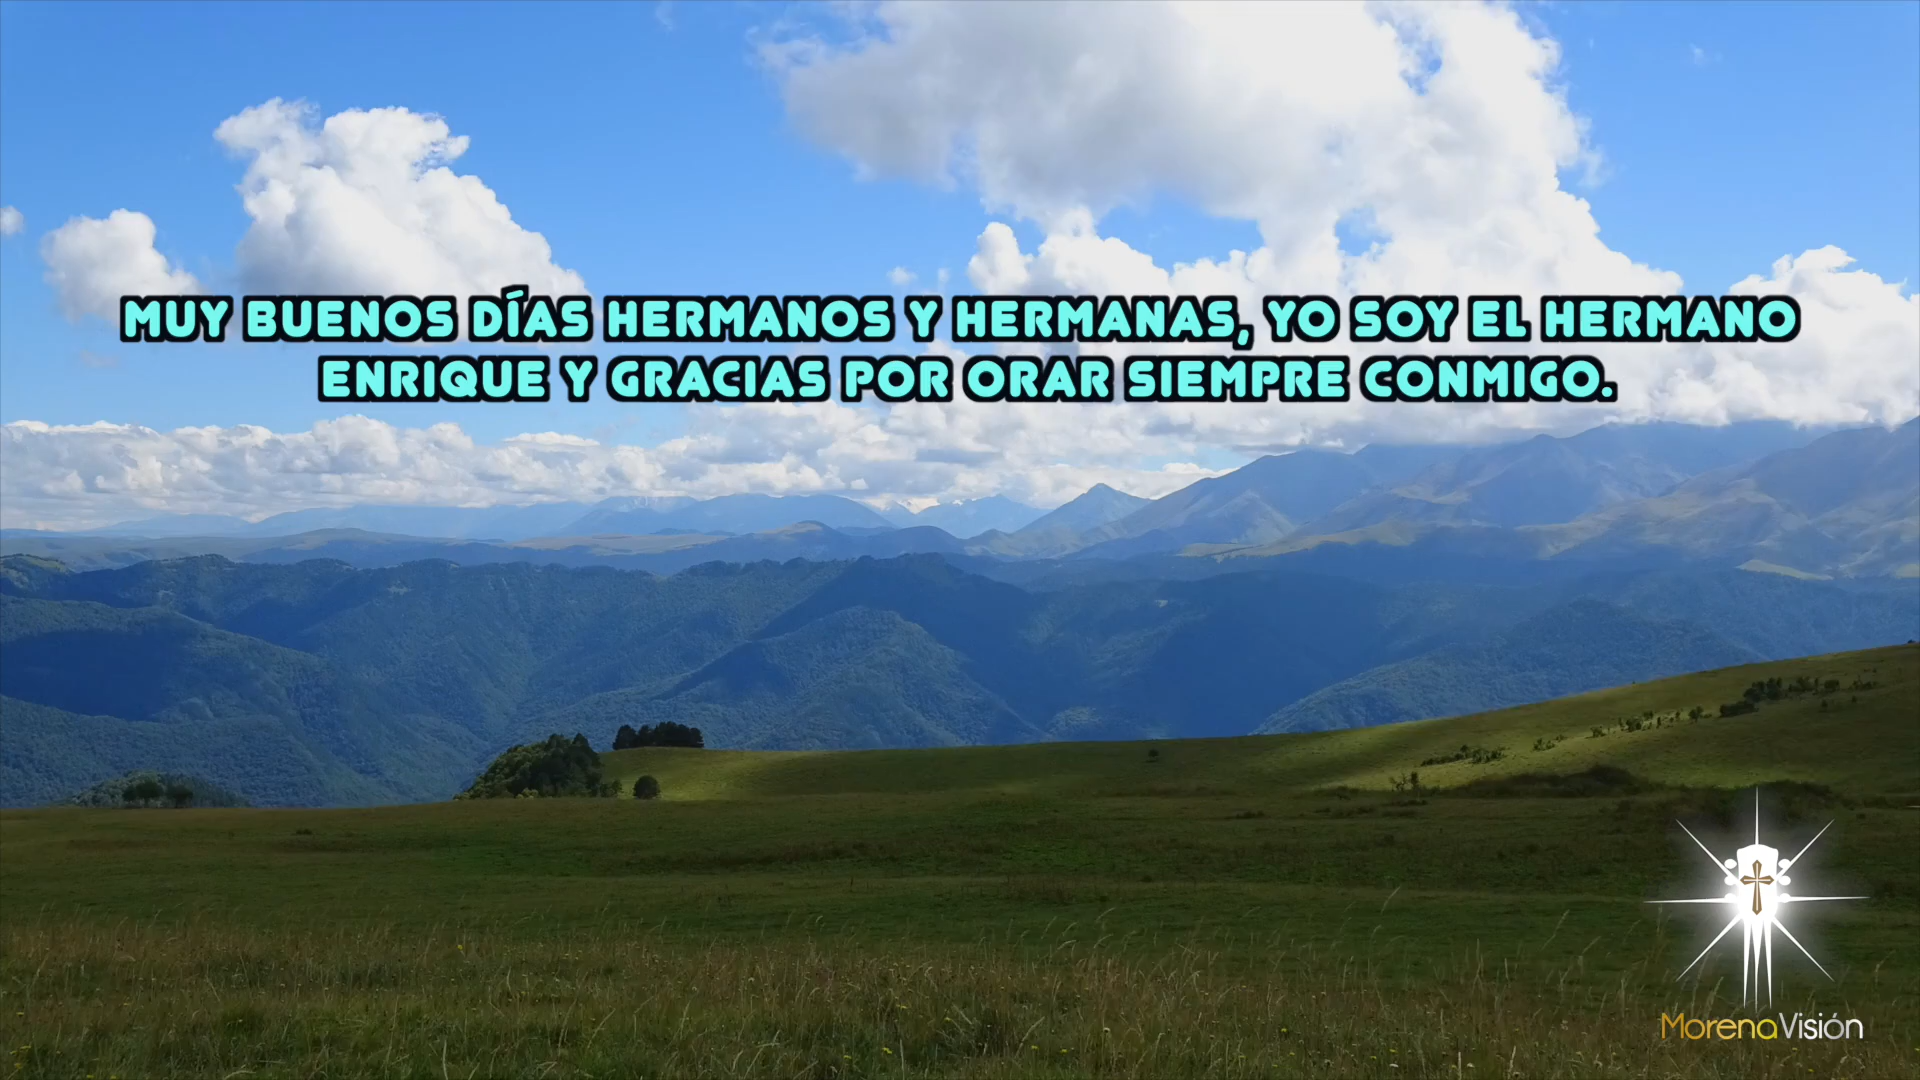 MUY BUENOS DÍAS HERMANOS Y HERMANAS, YO SOY EL HERMANO
ENRIQUE Y GRACIAS POR ORAR SIEMPRE CONMIGO.
MorenaVisión